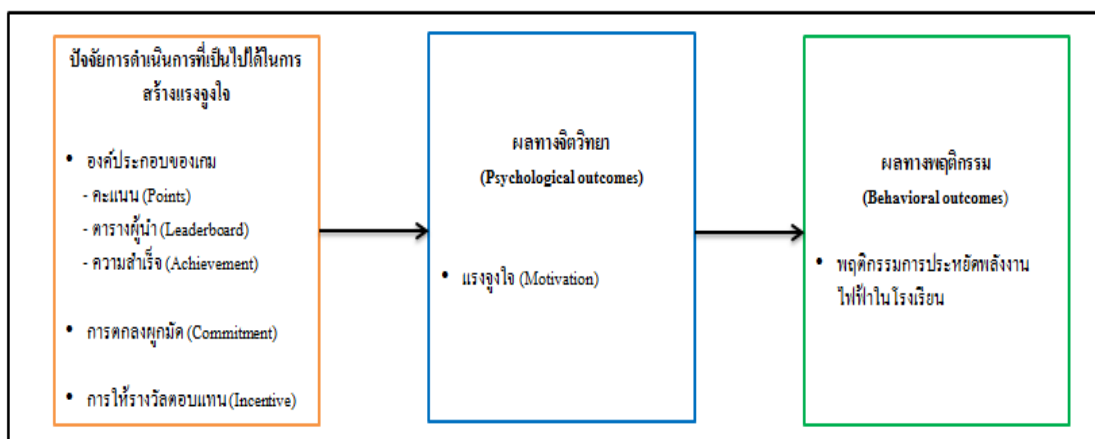 ปัจจัยการดำเนินการที่เป็นไปได้ในการ
สร้างแรงจูงใจ
• องค์ประกอบของเกม
- คะแนน (Points)
- ตารางผู้นำ (Leaderboard)
- ความสำเร็จ (Achievement)
• การตกลงผูกมัด (Commitment)
• การให้รางวัลตอบแทน (Incentive)
ผลทางจิตวิทยา
(Psychological outcomes)
• แรงจูงใจ (Motivation)
ผลทางพฤติกรรม
(Behavioral outcomes)
• พฤติกรรมการประหยัดพลังงาน
ไฟฟ้าในโรงเรียน